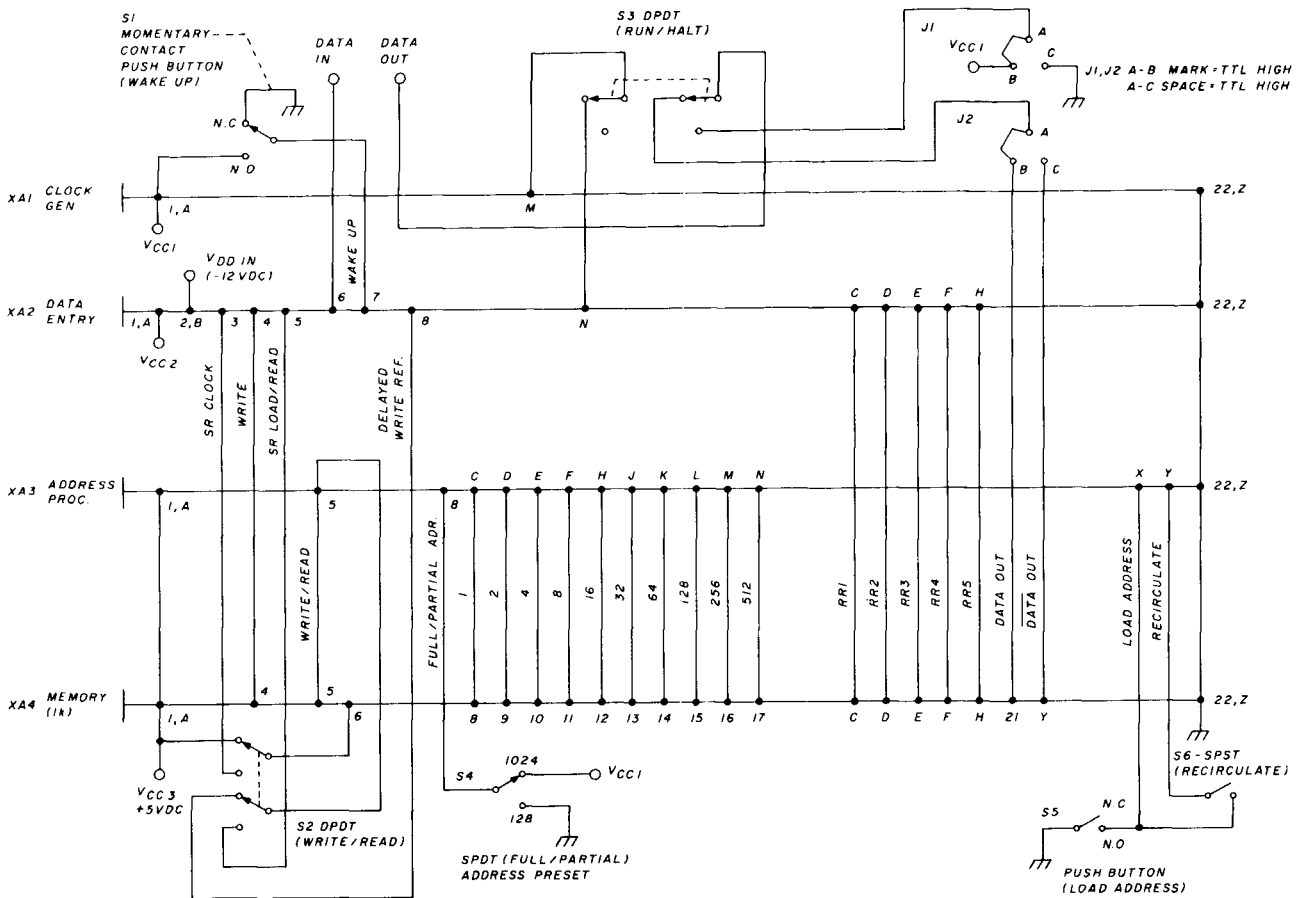 S1
MOMENTARY
CONTACT
PUSH BUTTON
(WAKE UP)
DATA
IN
DATA
OUT
S3 DPDT
(RUN/HALT)
J1
VCC1
A
C
B
J1,J2 A-B MARK=TTL HIGH
A-C SPACE=TTL HIGH
N.C
N O
J2
A
B
C
XA1 CLOCK
GEN
1,A
M
22,Z
VCC1
VDD IN
(-12VDC)
WAKE UP
XA2 DATA
ENTRY
1,A
2,B
3
4
5
6
7
8
N
C
D
E
F
H
22,Z
VCC2
SR CLOCK
WRITE
SR LOAD/READ
DELAYED
WRITE REF.
XA3 ADDRESS
PROC.
1,A
5
8
C
D
E
F
H
J
K
L
M
N
X
Y
22,Z
WRITE/READ
FULL/PARTIAL ADR.
1
2
4
8
16
32
64
128
256
512
RR1
RR2
RR3
RR4
RR5
DATA OUT
DATA OUT
LOAD ADDRESS
RECIRCULATE
XA4 MEMORY
(1k)
1,A
4
5
6
8
9
10
11
12
13
14
15
16
17
C
D
E
F
H
21
Y
22,Z
VCC3
+5VDC
S2 DPDT
(WRITE/READ)
S4
1024
VCC1
128
SPDT (FULL/PARTIAL)
ADDRESS PRESET
S6-SPST
(RECIRCULATE)
S5
N.C
N.O
PUSH BUTTON
(LOAD ADDRESS)